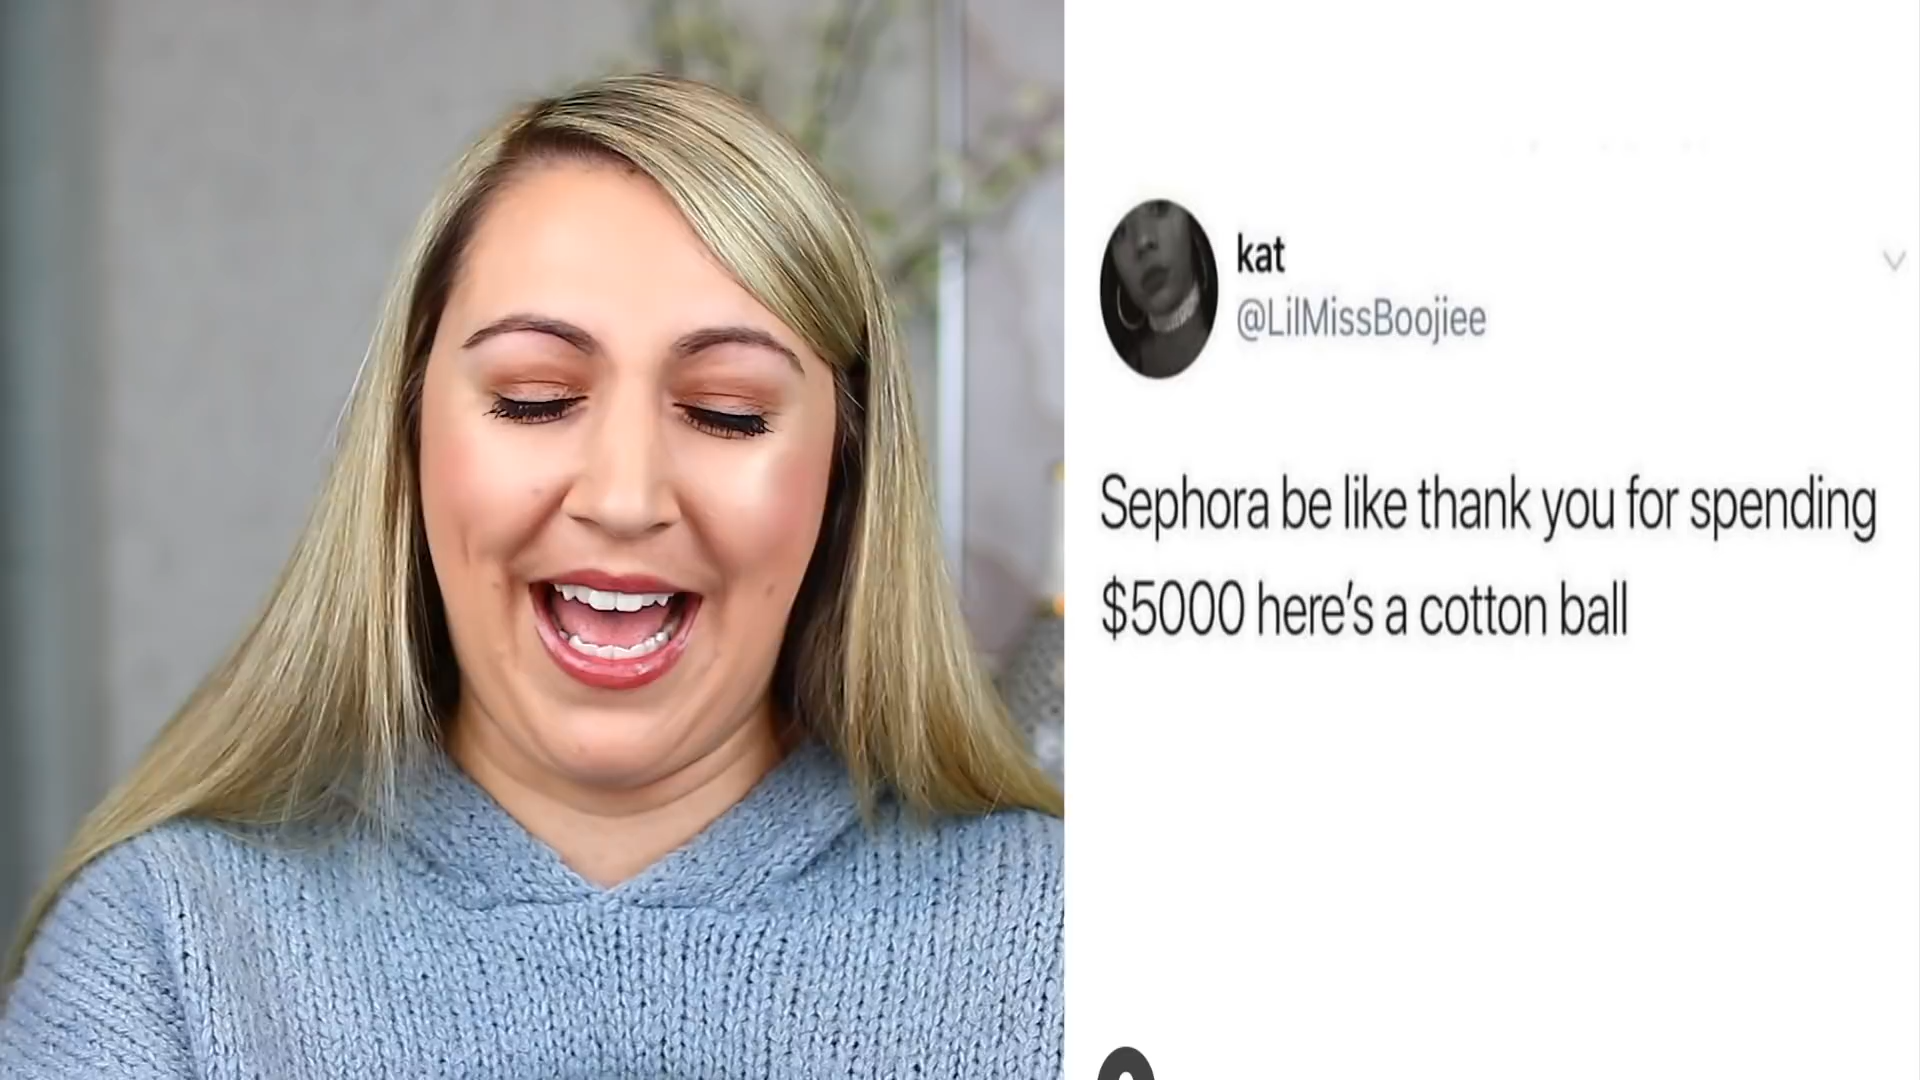 kat
@LilMissBoojiee
Sephora be like thank you for spending
$5000 here's a cotton ball